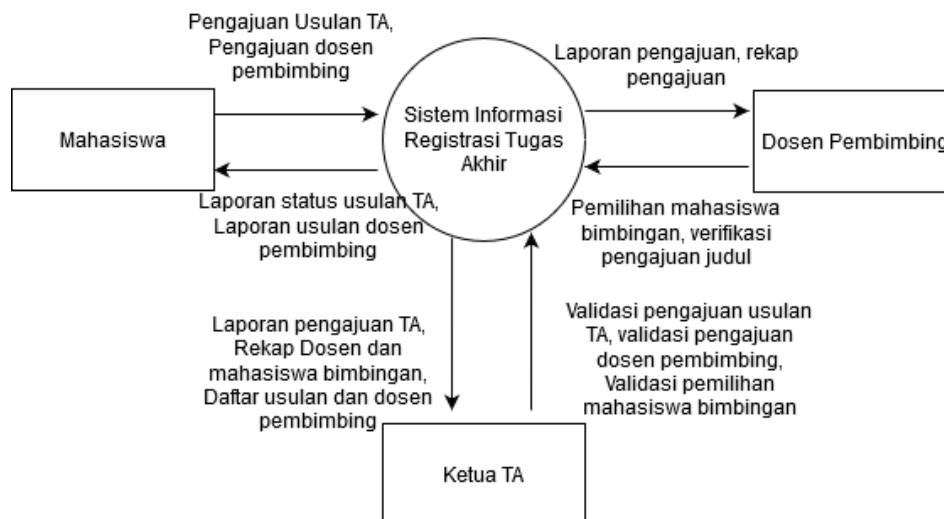 Pengajuan Usulan TA,
Pengajuan dosen
pembimbing
Laporan pengajuan, rekap
pengajuan
Mahasiswa
Sistem Informasi
Registrasi Tugas
Akhir
Dosen Pembimbing
Laporan status usulan TA,
Laporan usulan dosen
pembimbing
Pemilihan mahasiswa
bimbingan, verifikasi
pengajuan judul
Laporan pengajuan TA,
Rekap Dosen dan
mahasiswa bimbingan,
Daftar usulan dan dosen
pembimbing
Validasi pengajuan usulan
TA, validasi pengajuan
dosen pembimbing,
Validasi pemilihan
mahasiswa bimbingan
Ketua TA